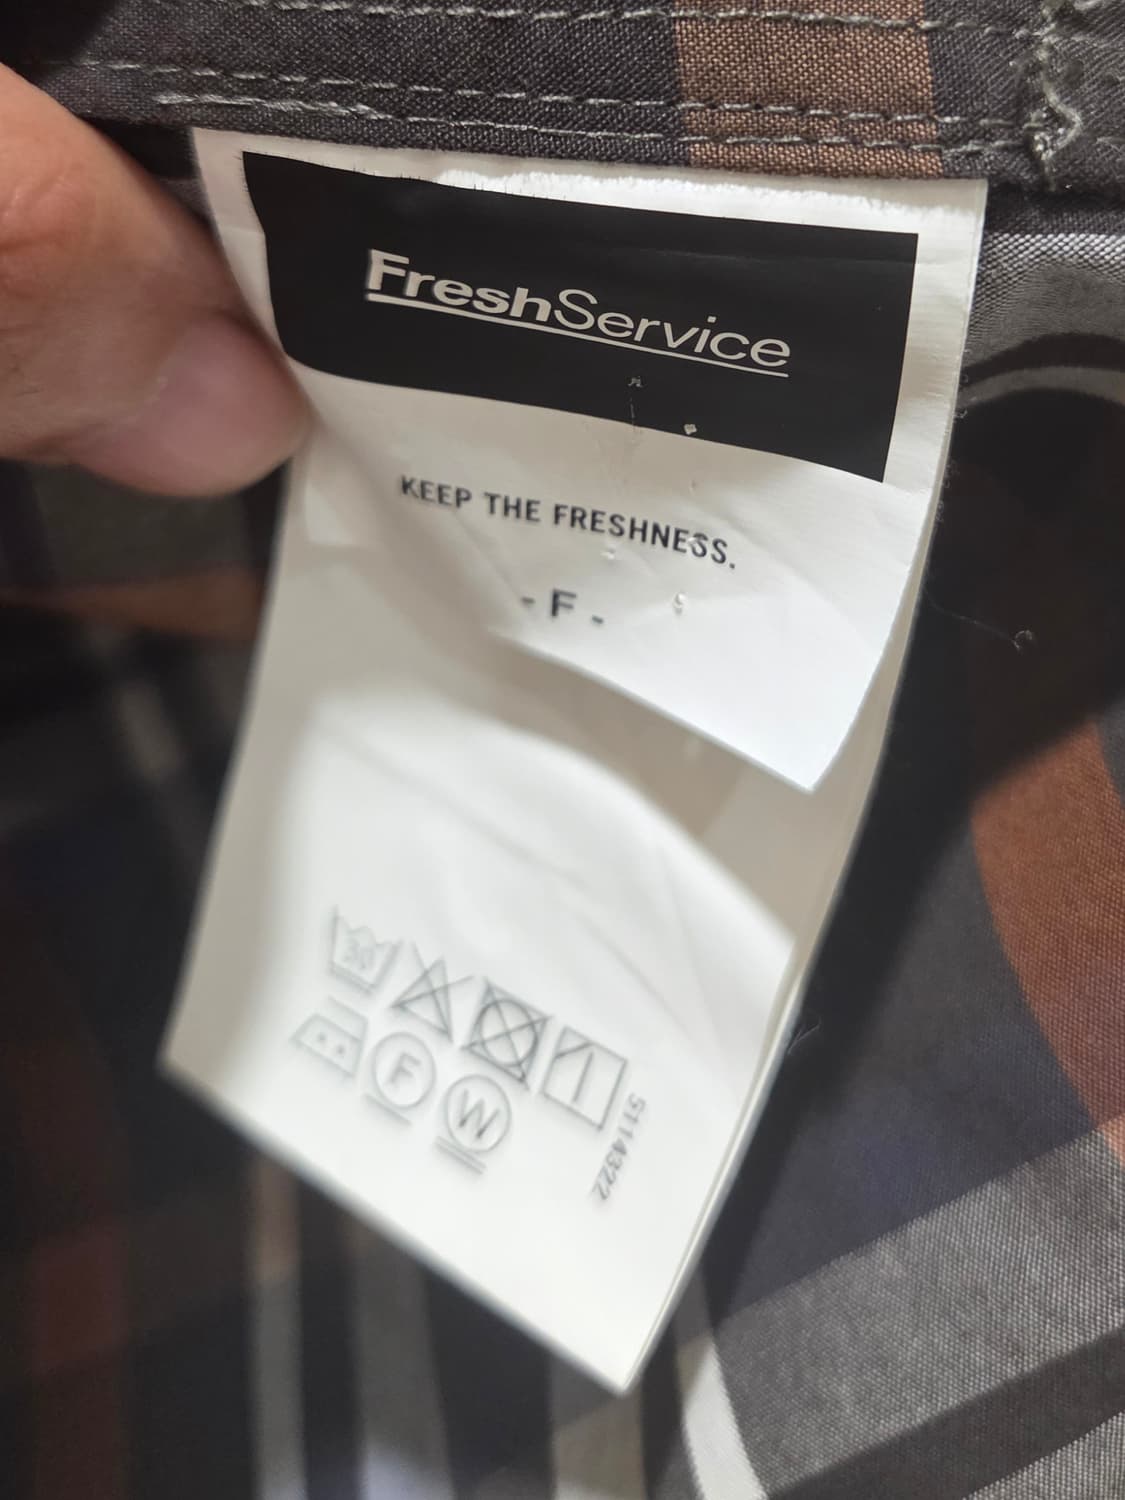 FreshService
KEEP THE FRESHNESS.
- F -
30
F
W
5114322